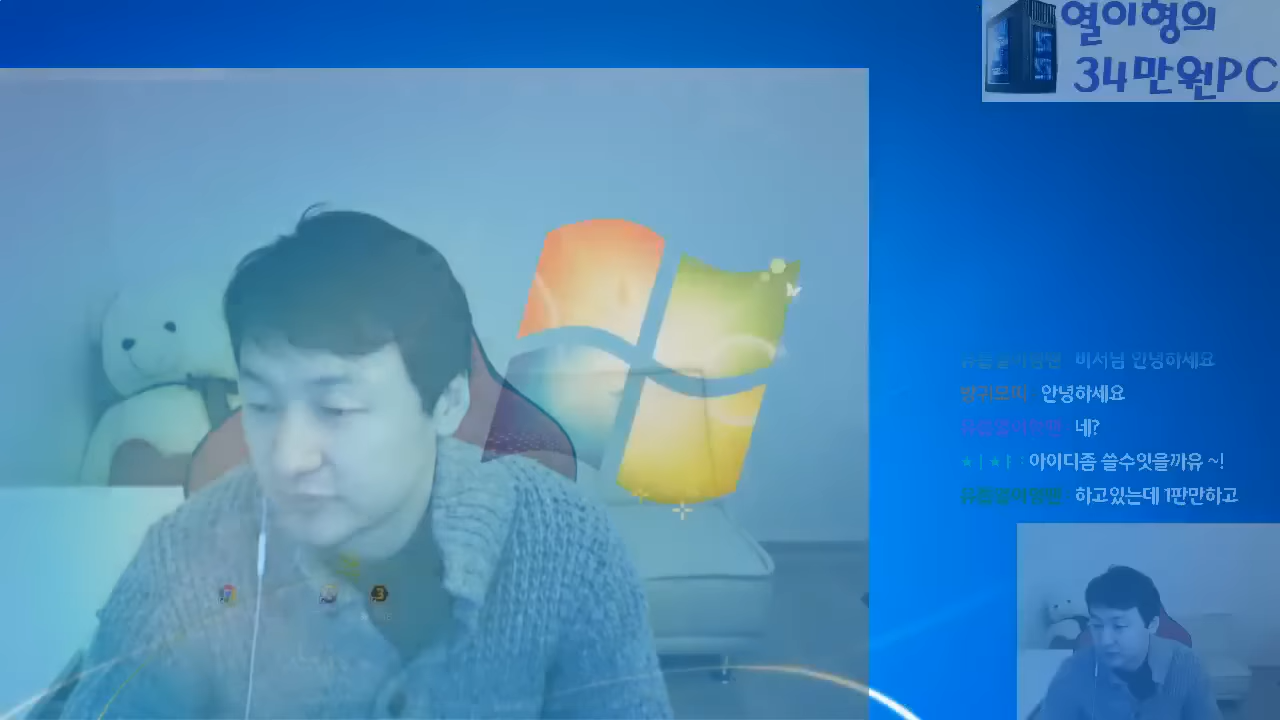 열이형의
34만원PC
비서님 안녕하세요
방귀모띠 안녕하세요
네?
아이디좀 쓸수잇을까유 ~!
하고있는데 1판만하고